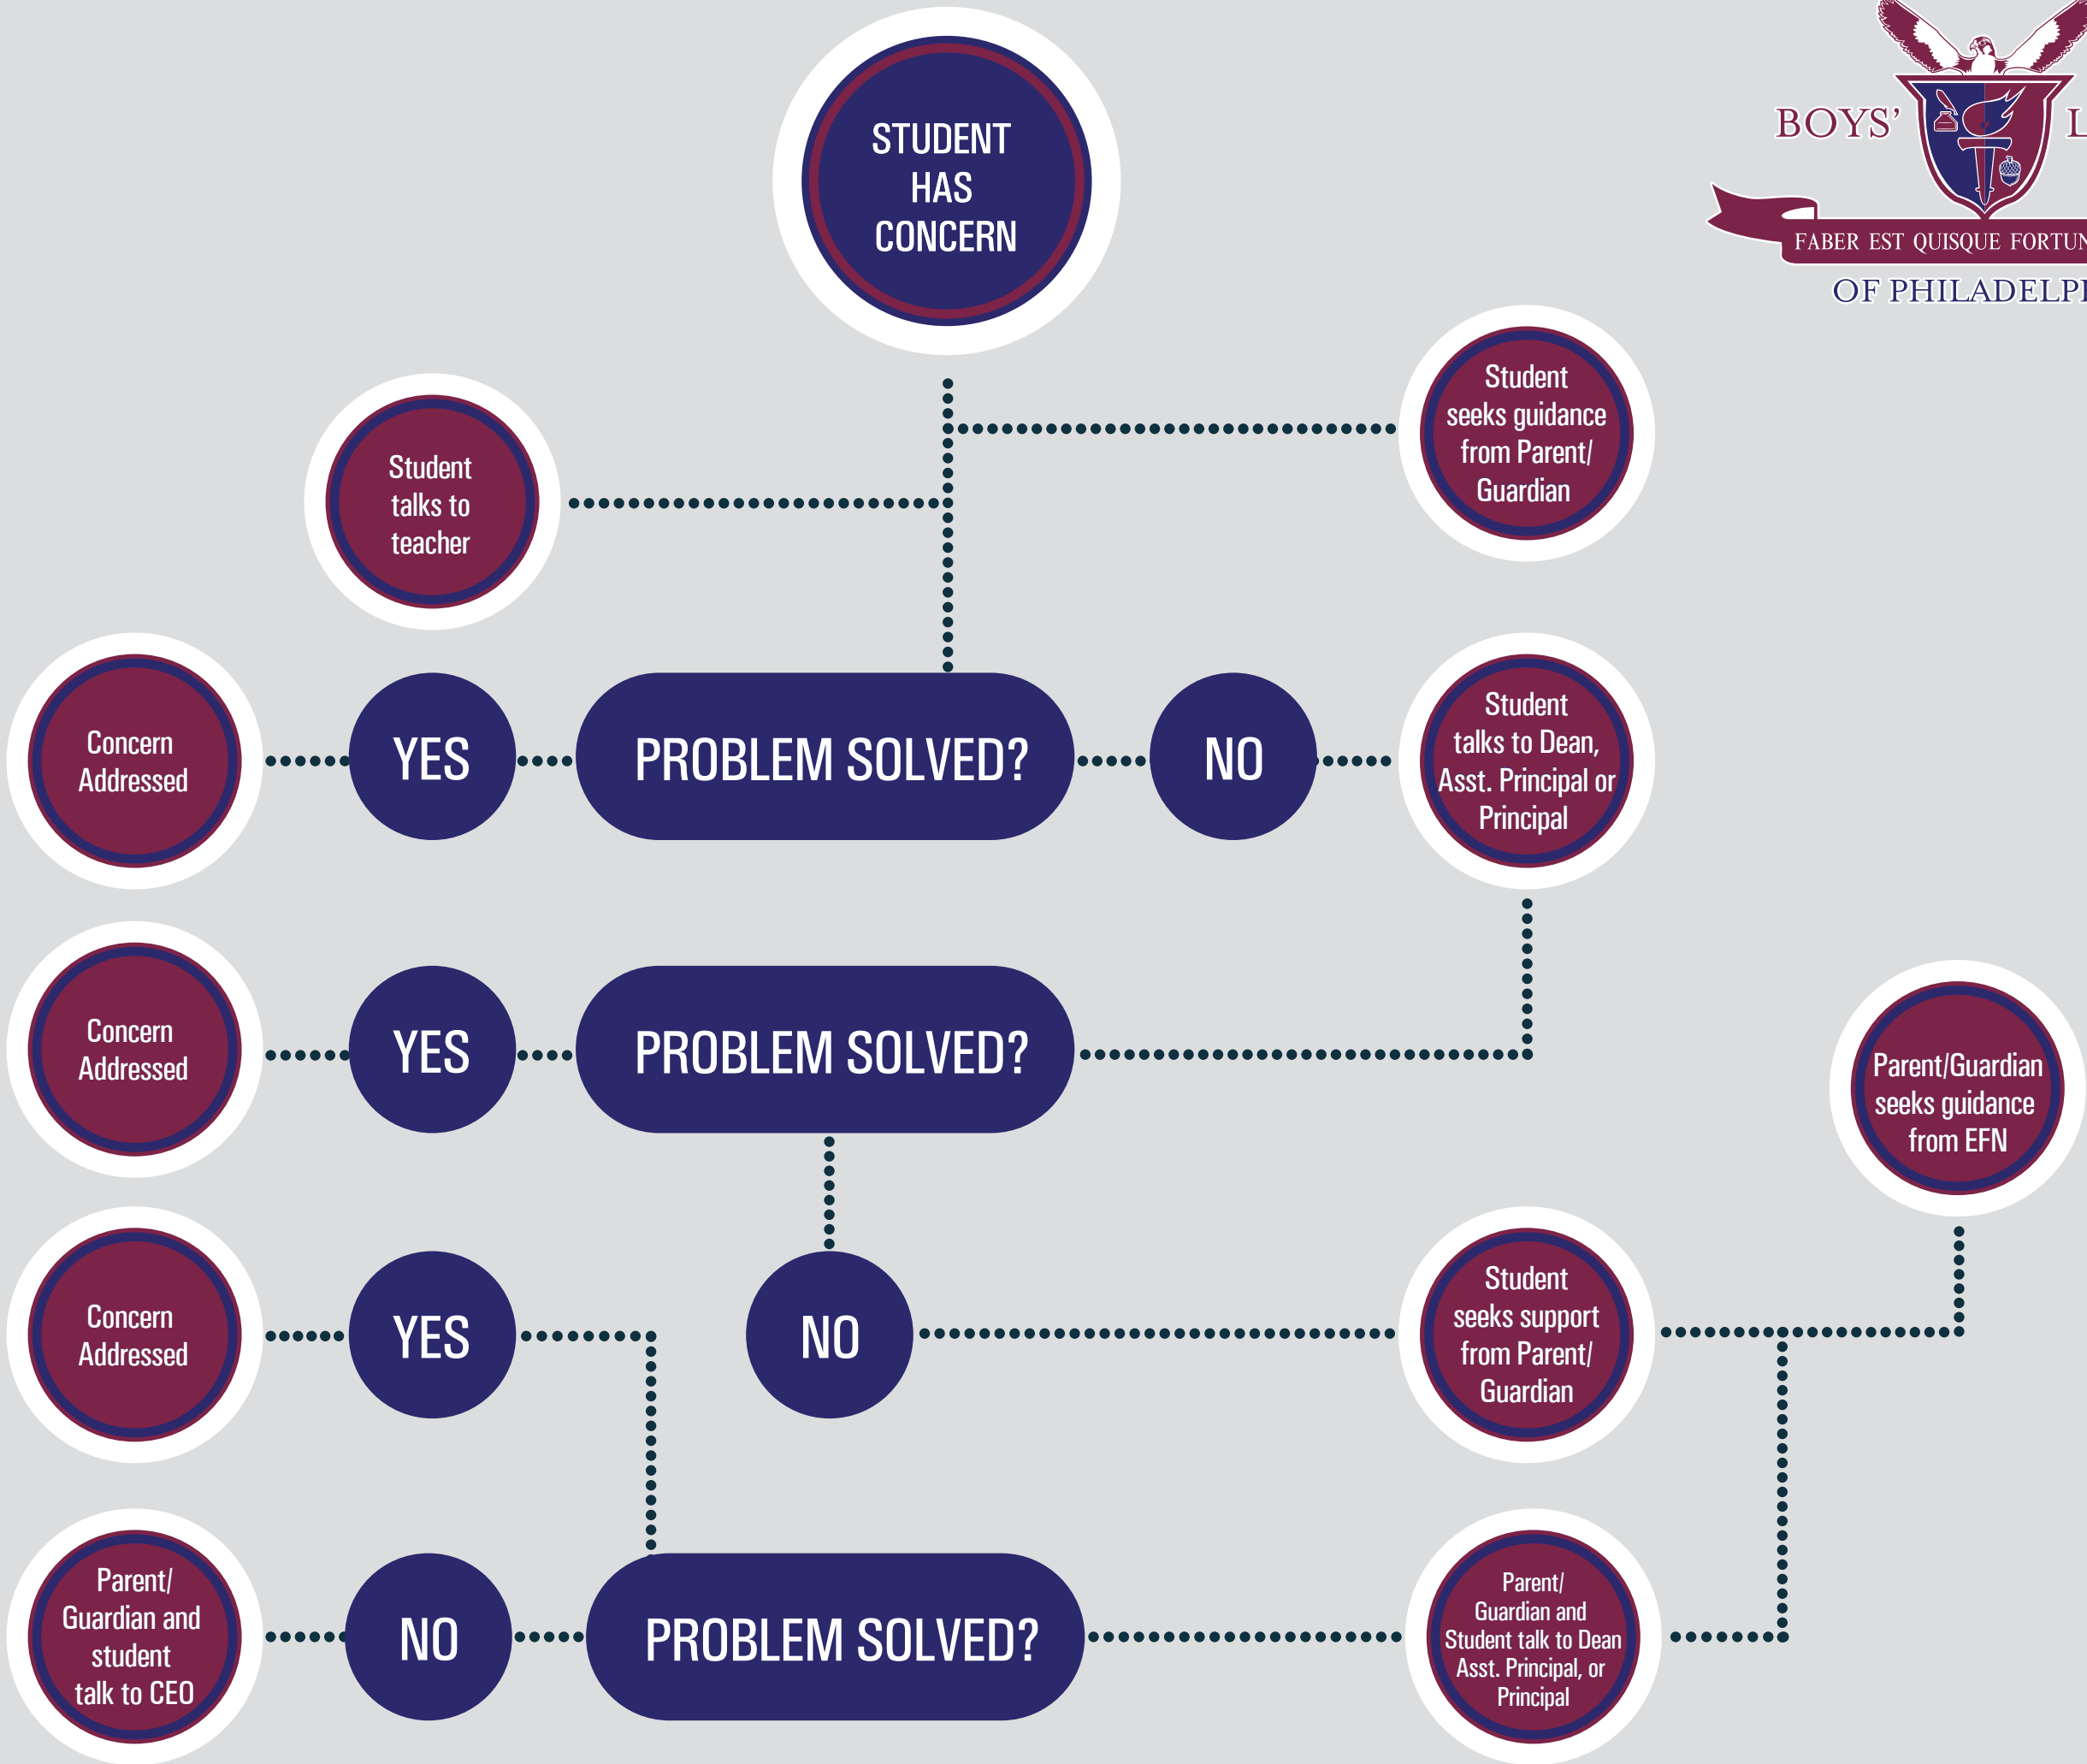 STUDENT
HAS
CONCERN
BOYS'
FABER EST QUISQUE
OF
Student
seeks guidance
from Parent/
Guardian
Student
talks to
teacher
Concern
Addressed
YES
PROBLEM SOLVED?
NO
Student
talks to Dean,
Asst. Principal or
Principal
Concern
Addressed
YES
PROBLEM SOLVED?
Parent/Guardian
seeks guidance
from EFN
Concern
Addressed
YES
NO
Student
seeks support
from Parent/
Guardian
Parent/
Guardian and
student
talk to CEO
NO
PROBLEM SOLVED?
Parent/
Guardian and
Student talk to Dean
Asst. Principal, or
Principal